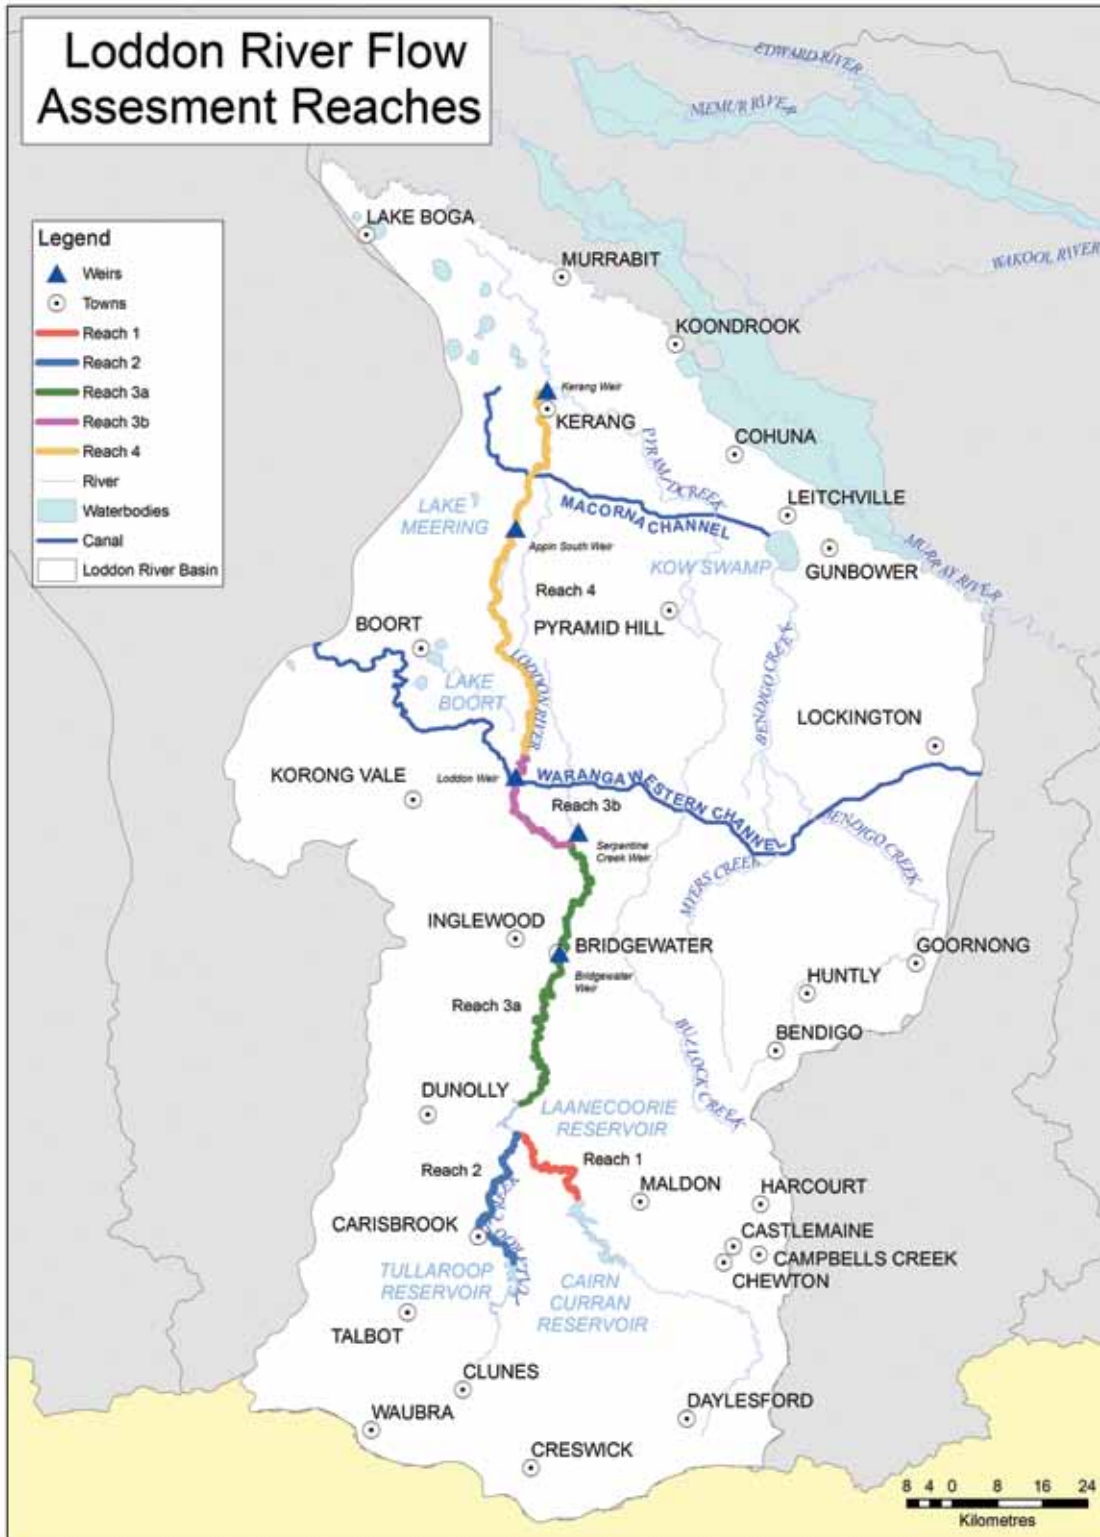 Loddon River Flow
Assesment Reaches
EDWARD RIVER
NIEMUR RIVER
WAKOOL RIVER
Legend
Weirs
Towns
Reach 1
Reach 2
Reach 3a
Reach 3b
Reach 4
River
Waterbodies
Canal
Loddon River Basin
LAKE BOGA
MURRABIT
KOONDROOK
Kerang Weir
KERANG
COHUNA
PYRAMID CREEK
LEITCHVILLE
LAKE
MEERING
MACORNA CHANNEL
Appin South Weir
MURRAY RIVER
KOW SWAMP
GUNBOWER
Reach 4
BOORT
PYRAMID HILL
LAKE
BOORT
LODDON RIVER
BENDIGO CREEK
LOCKINGTON
KORONG VALE
Loddon Weir
WARANGA WESTERN CHANNEL
Reach 3b
Serpentine
Creek Weir
BENDIGO CREEK
MYERS CREEK
INGLEWOOD
BRIDGEWATER
Bridgewater
Weir
GOORNONG
HUNTLY
Reach 3a
BENDIGO
BULLOCK CREEK
DUNOLLY
LAANECOORIE
RESERVOIR
Reach 2
Reach 1
MALDON
HARCOURT
CARISBROOK
TULLAROOP CREEK
CASTLEMAINE
CAMPBELLS CREEK
CHEWTON
TULLAROOP
RESERVOIR
CAIRN
CURRAN
RESERVOIR
TALBOT
CLUNES
WAUBRA
DAYLESFORD
CRESWICK
8 4 0 8 16 24
Kilometres